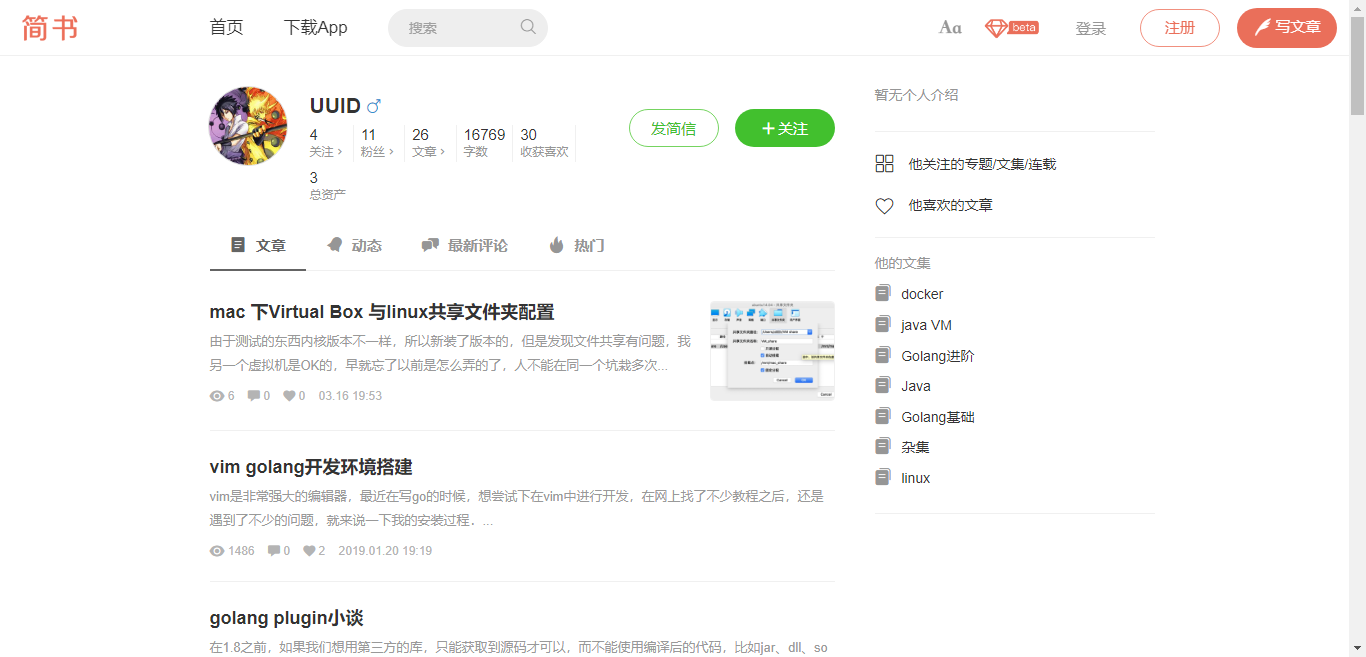 简书
首页
下载App
搜索
Aa
beta
登录
注册
写文章
UUID
4
关注
11
粉丝
26
文章
16769
字数
30
收获喜欢
3
总资产
发简信
+关注
文章
动态
最新评论
热门
mac 下Virtual Box 与linux共享文件夹配置
由于测试的东西内核版本不一样，所以新装了版本的，但是发现文件共享有问题，我
另一个虚拟机是OK的，早就忘了以前是怎么弄的了，人不能在同一个坑栽多次...
6 0 0 03.16 19:53
vim golang开发环境搭建
vim是非常强大的编辑器，最近在写go的时候，想尝试下在vim中进行开发，在网上找了不少教程之后，还是
遇到了不少的问题，就来说一下我的安装过程．...
1486 0 2 2019.01.20 19:19
golang plugin小谈
在1.8之前，如果我们想用第三方的库，只能获取到源码才可以，而不能使用编译后的代码，比如jar、dll、so
暂无个人介绍
他关注的专题/文集/连载
他喜欢的文章
他的文集
docker
java VM
Golang进阶
Java
Golang基础
杂集
linux